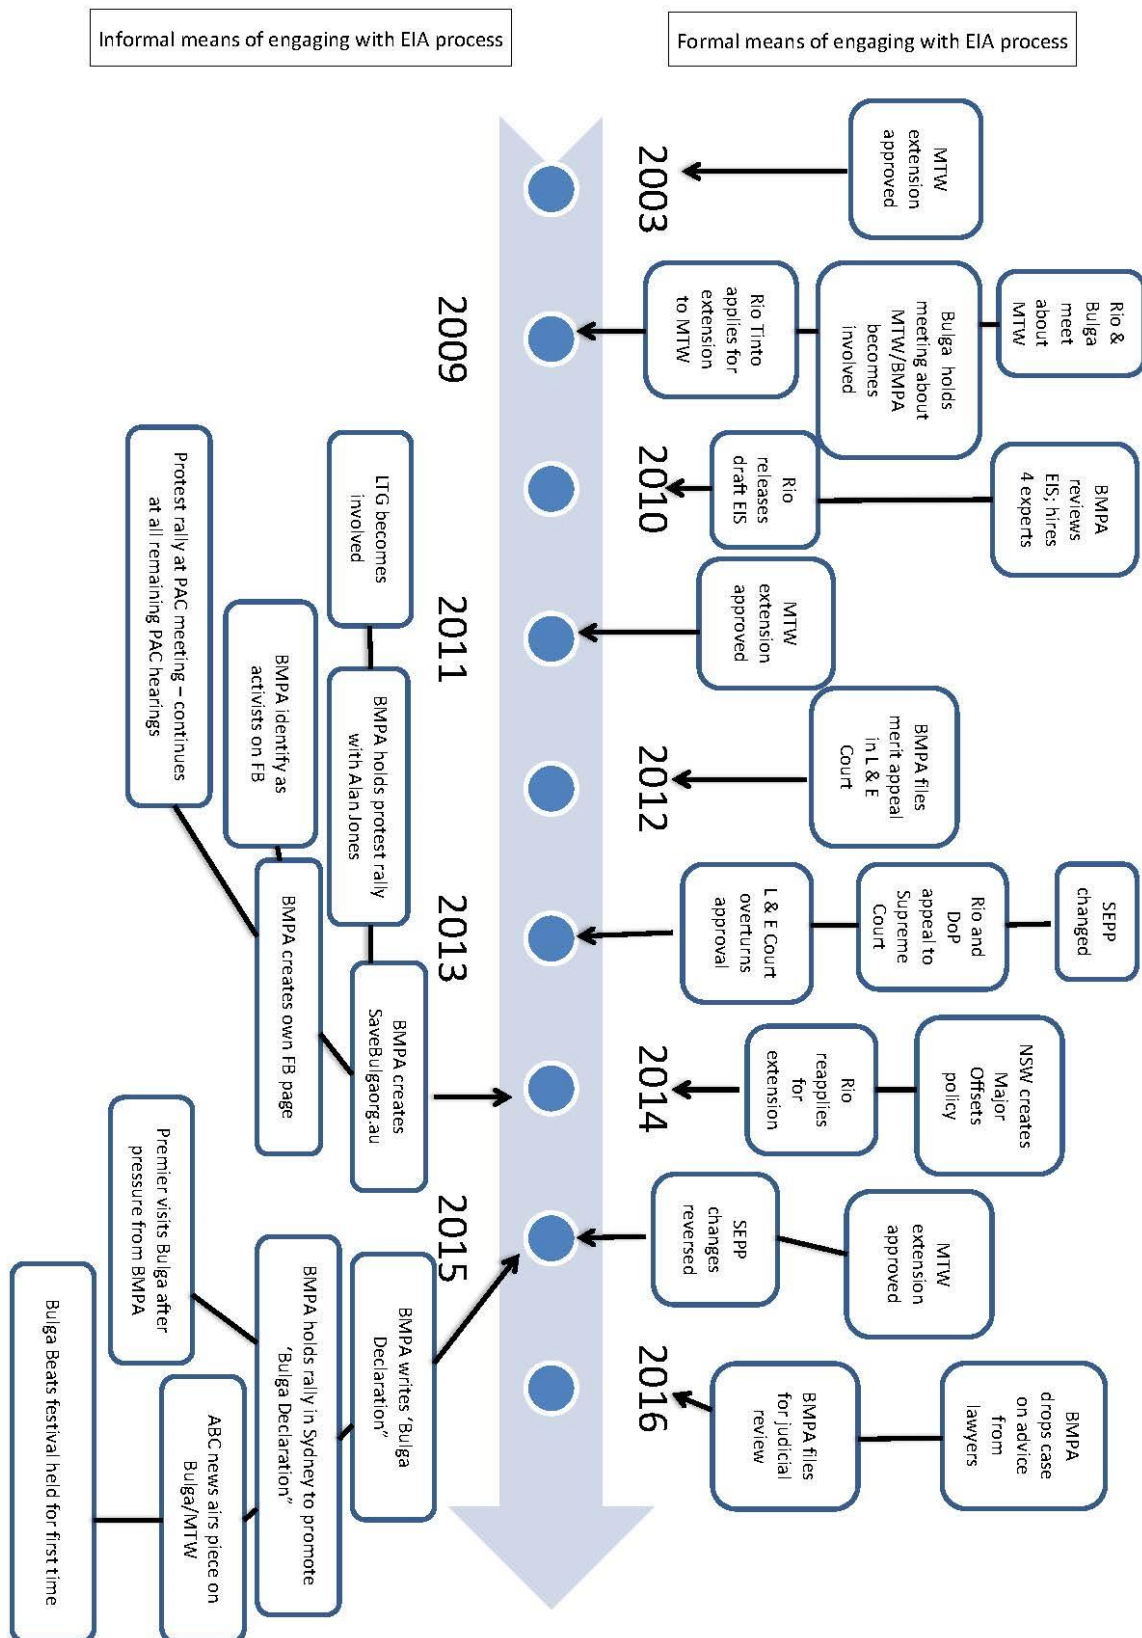 Informal means of engaging with EIA process
Formal means of engaging with EIA process
MTW
extension
approved
2003
Rio &
Bulga
meet
about
MTW
Bulga holds
meeting about
MTW/BMPA
becomes
involved
Rio Tinto
applies for
extension
to MTW
2009
BMPA
reviews
EIS; hires
4 experts
Rio
releases
draft EIS
2010
MTW
extension
approved
2011
BMPA files
merit appeal
in L & E
Court
2012
SEPP
changed
Rio and
DoP
appeal to
Supreme
Court
L & E Court
overturns
approval
2013
NSW creates
Major
Offsets
policy
Rio
reapplies
for
extension
2014
MTW
extension
approved
SEPP
changes
reversed
2015
BMPA
drops case
on advice
from
lawyers
BMPA files
for judicial
review
2016
LTG becomes
involved
BMPA holds protest rally
with Alan Jones
BMPA creates
SaveBulgaorg.au
BMPA identify as
activists on FB
BMPA creates own FB page
Protest rally at PAC meeting – continues
at all remaining PAC hearings
BMPA writes ‘Bulga
Declaration”
BMPA holds rally in Sydney to promote
‘Bulga Declaration”
Premier visits Bulga after
pressure from BMPA
ABC news airs piece on
Bulga/MTW
Bulga Beats festival held for first time